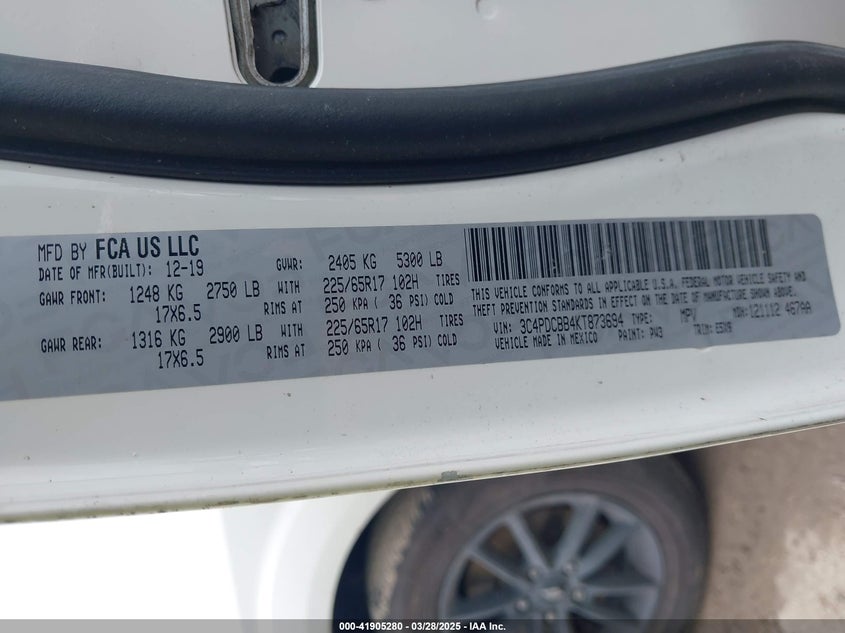 MFD BY FCA US LLC
DATE OF MFR(BUILT): 12-19 GVWR: 2405 KG 5300 LB
GAWR FRONT: 1248 KG 2750 LB WITH 225/65R17 102H TIRES
17X6.5 RIMS AT 250 KPA ( 36 PSI) COLD
GAWR REAR: 1316 KG 2900 LB WITH 225/65R17 102H TIRES
17X6.5 RIMS AT 250 KPA ( 36 PSI) COLD
THIS VEHICLE CONFORMS TO ALL APPLICABLE U.S.A. FEDERAL MOTOR VEHICLE SAFETY AND
THEFT PREVENTION STANDARDS IN EFFECT ON THE DATE OF MANUFACTURE SHOWN ABOVE.
VIN: 3C4PDCBB4KT873694 TYPE: MPV MDH: 121112 467AA
VEHICLE MADE IN MEXICO PAINT: PW3 TRIM: E5X9
000-41905280 - 03/28/2025 - IAA Inc.